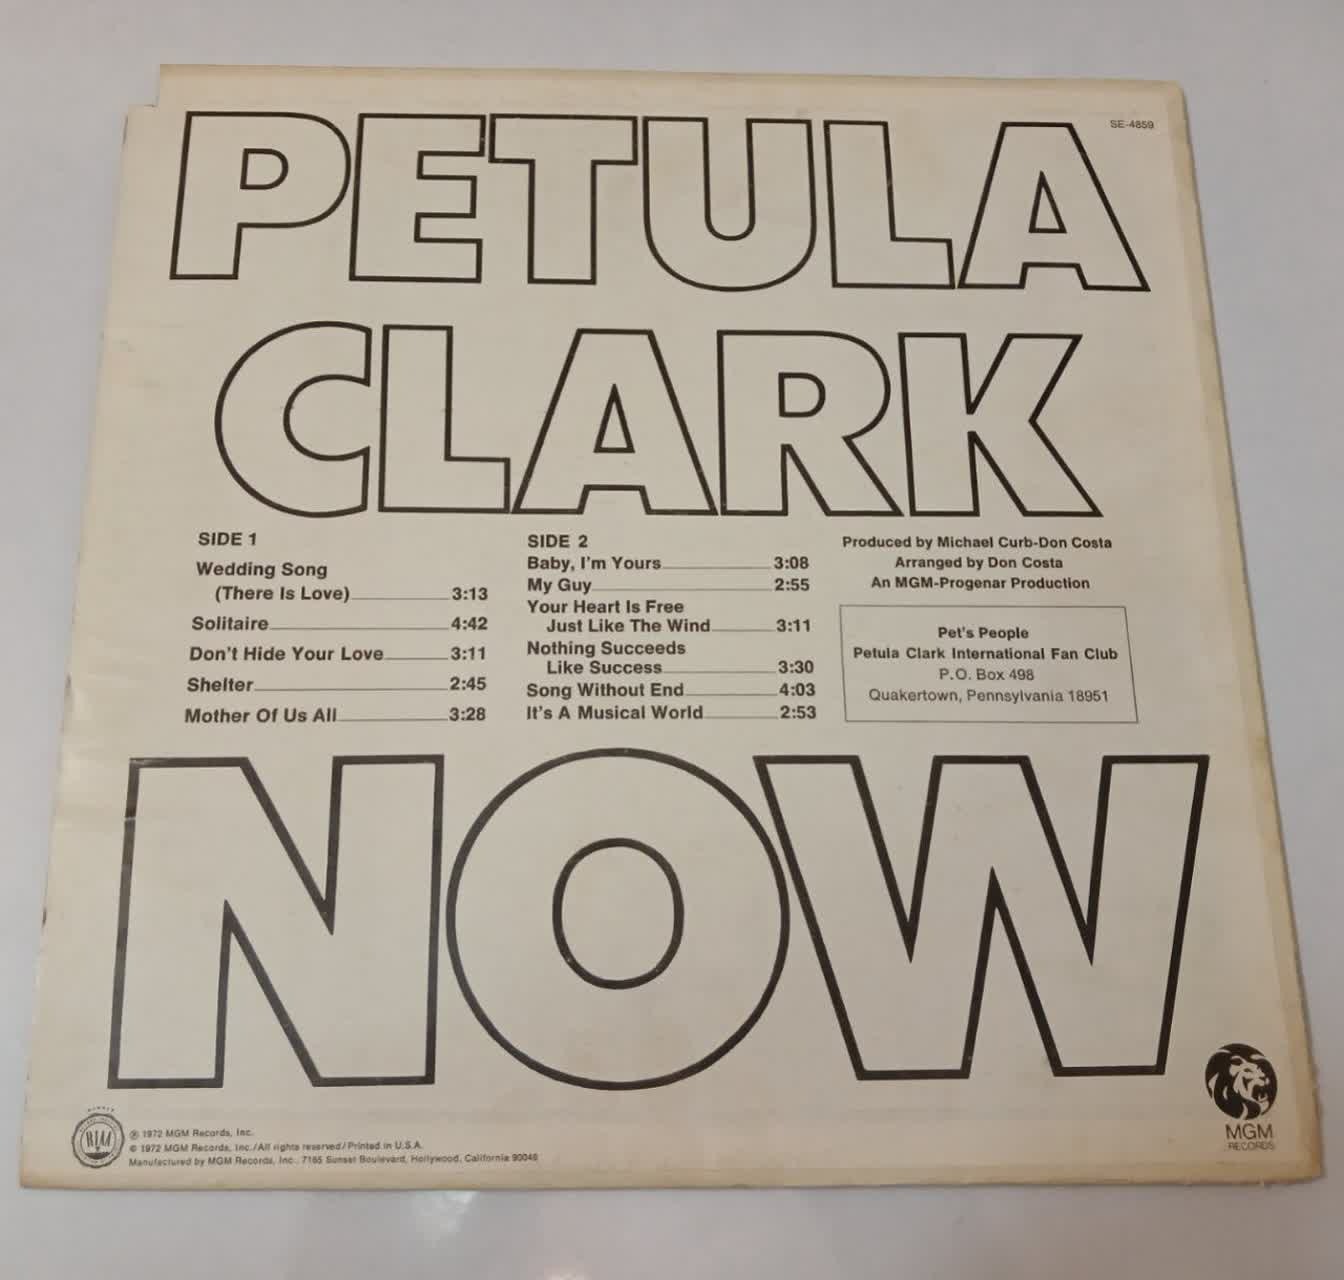 SE-4859
PETULA
CLARK
SIDE 1
Wedding Song
(There Is Love) 3:13
Solitaire 4:42
Don't Hide Your Love 3:11
Shelter 2:45
Mother Of Us All 3:28
SIDE 2
Baby, I'm Yours 3:08
My Guy 2:55
Your Heart Is Free
Just Like The Wind 3:11
Nothing Succeeds
Like Success 3:30
Song Without End 4:03
It's A Musical World 2:53
Produced by Michael Curb-Don Costa
Arranged by Don Costa
An MGM-Progenar Production
Pet's People
Petula Clark International Fan Club
P.O. Box 498
Quakertown, Pennsylvania 18951
NOW
℗ 1972 MGM Records, Inc.
© 1972 MGM Records, Inc./All rights reserved/Printed in U.S.A.
Manufactured by MGM Records, Inc., 7165 Sunset Boulevard, Hollywood, California 90046
MGM
RECORDS